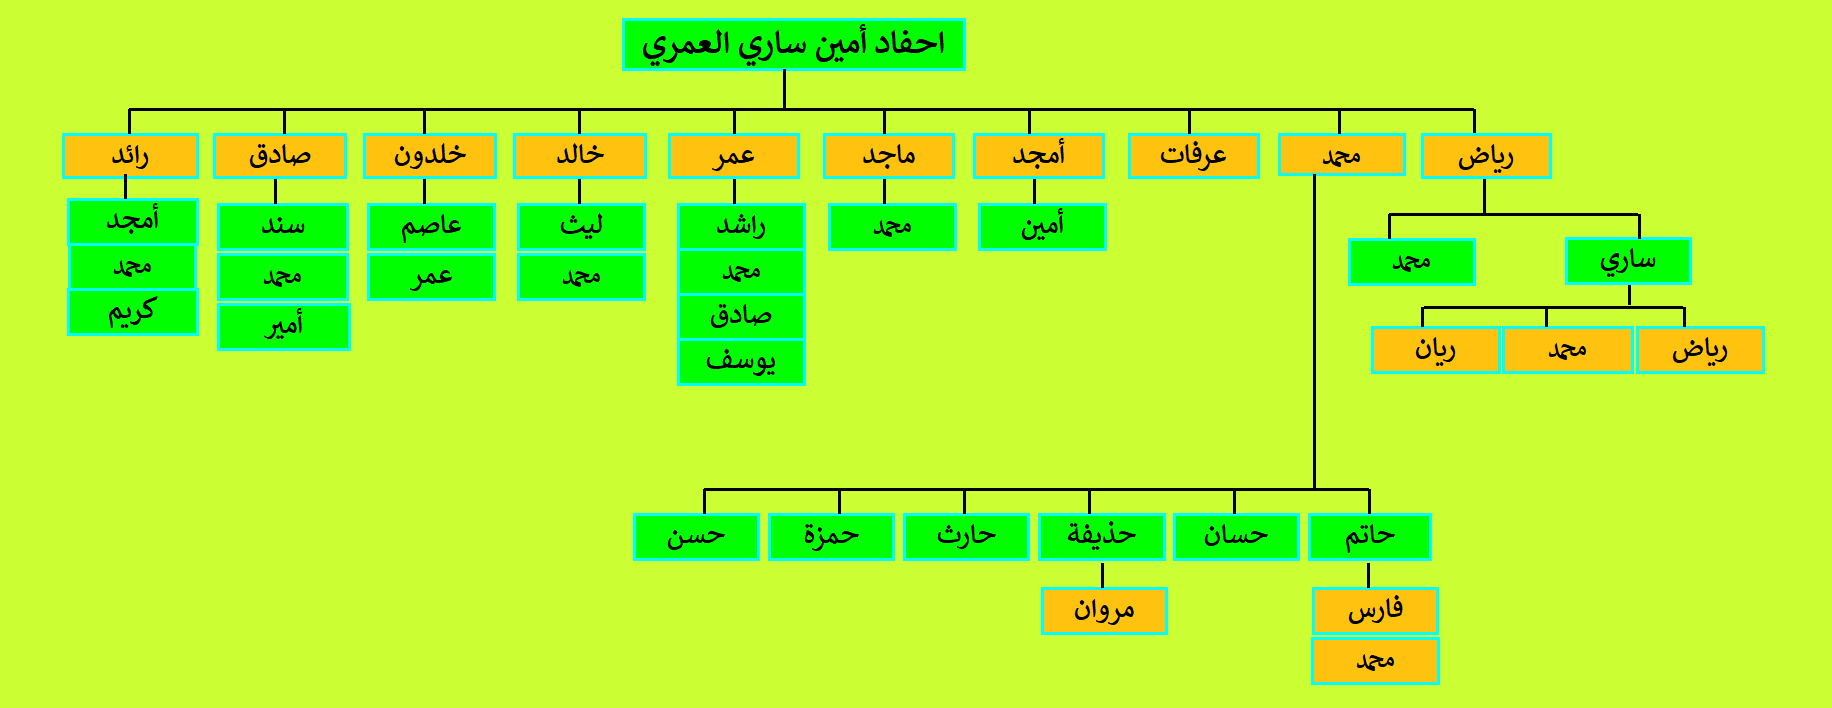 احفاد أمين ساري العمري
رياض
محمد
عرفات
أمجد
ماجد
عمر
خالد
خلدون
صادق
رائد
ساري
محمد
رياض
محمد
ريان
أمين
محمد
راشد
محمد
صادق
يوسف
ليث
محمد
عاصم
عمر
سند
محمد
أمير
أمجد
محمد
كريم
حاتم
حسان
حذيفة
حارث
حمزة
حسن
فارس
محمد
مروان